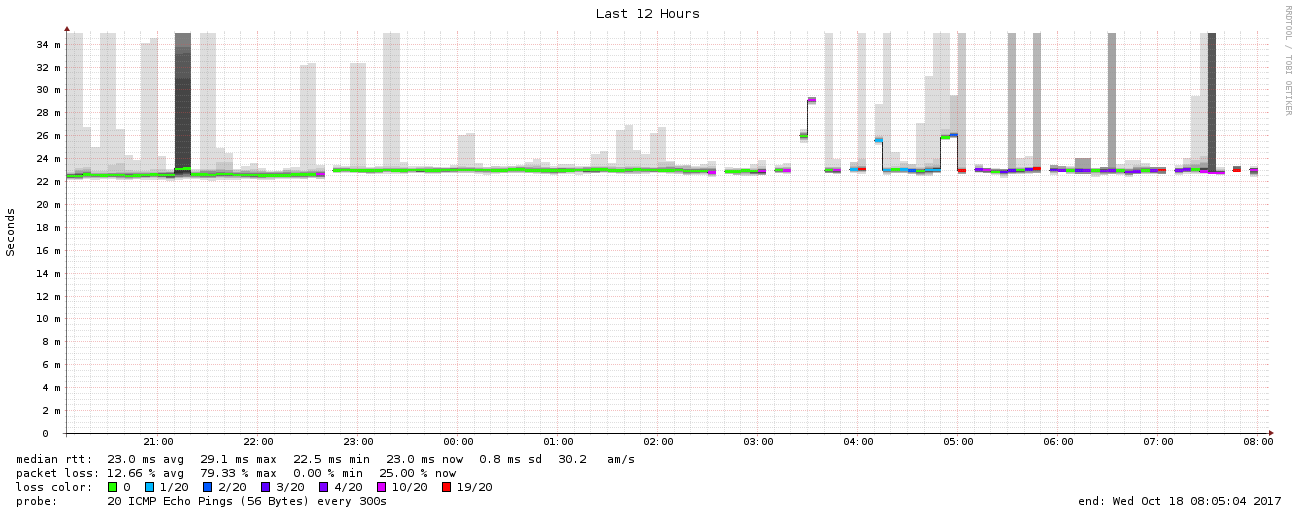 Last 12 Hours
RRDTOOL / TOBI OETIKER
Seconds
34 m
32 m
30 m
28 m
26 m
24 m
22 m
20 m
18 m
16 m
14 m
12 m
10 m
8 m
6 m
4 m
2 m
0
21:00 22:00 23:00 00:00 01:00 02:00 03:00 04:00 05:00 06:00 07:00 08:00
median rtt: 23.0 ms avg 29.1 ms max 22.5 ms min 23.0 ms now 0.8 ms sd 30.2 am/s
packet loss: 12.66 % avg 79.33 % max 0.00 % min 25.00 % now
loss color: 0 1/20 2/20 3/20 4/20 10/20 19/20
probe: 20 ICMP Echo Pings (56 Bytes) every 300s end: Wed Oct 18 08:05:04 2017